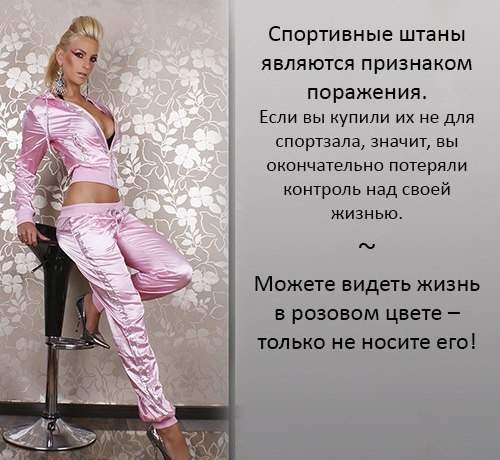 Спортивные штаны
являются признаком
поражения.
Если вы купили их не для
спортзала, значит, вы
окончательно потеряли
контроль над своей
жизнью.
~
Можете видеть жизнь
в розовом цвете –
только не носите его!